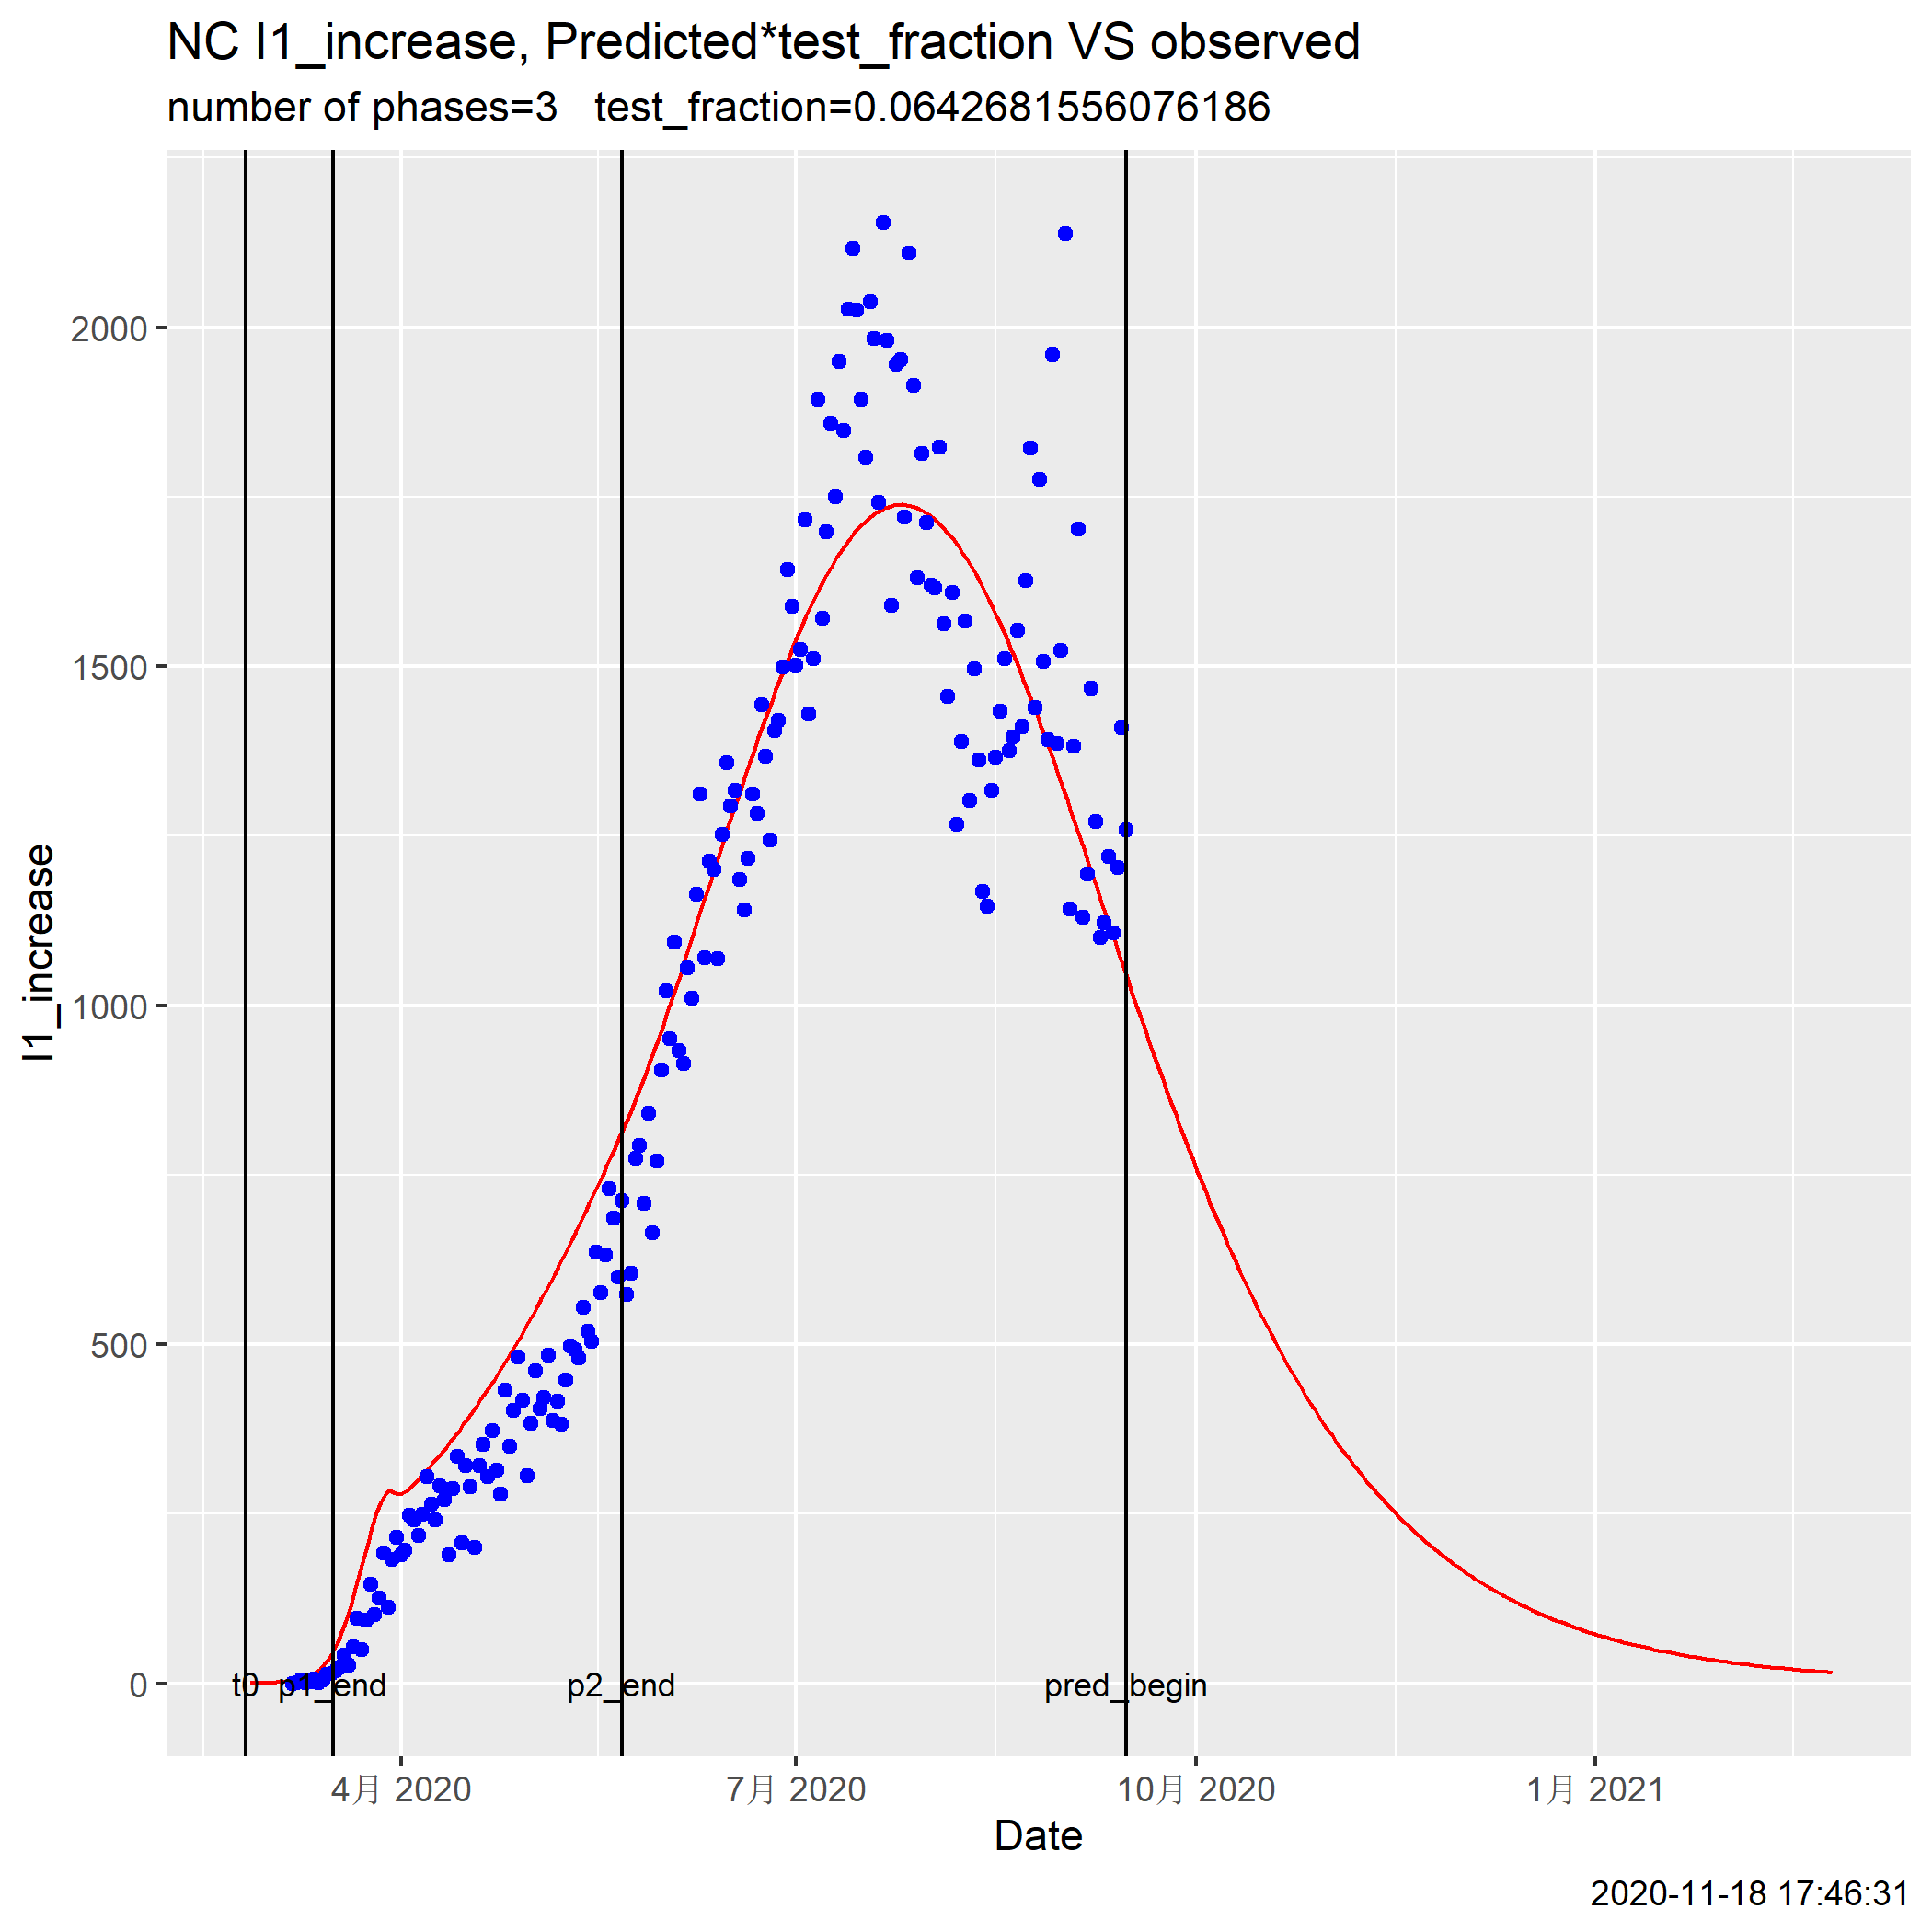 NC I1_increase, Predicted*test_fraction VS observed
number of phases=3   test_fraction=0.0642681556076186
I1_increase
2000
1500
1000
500
0
t0
p1_end
p2_end
pred_begin
4月 2020
7月 2020
10月 2020
1月 2021
Date
2020-11-18 17:46:31